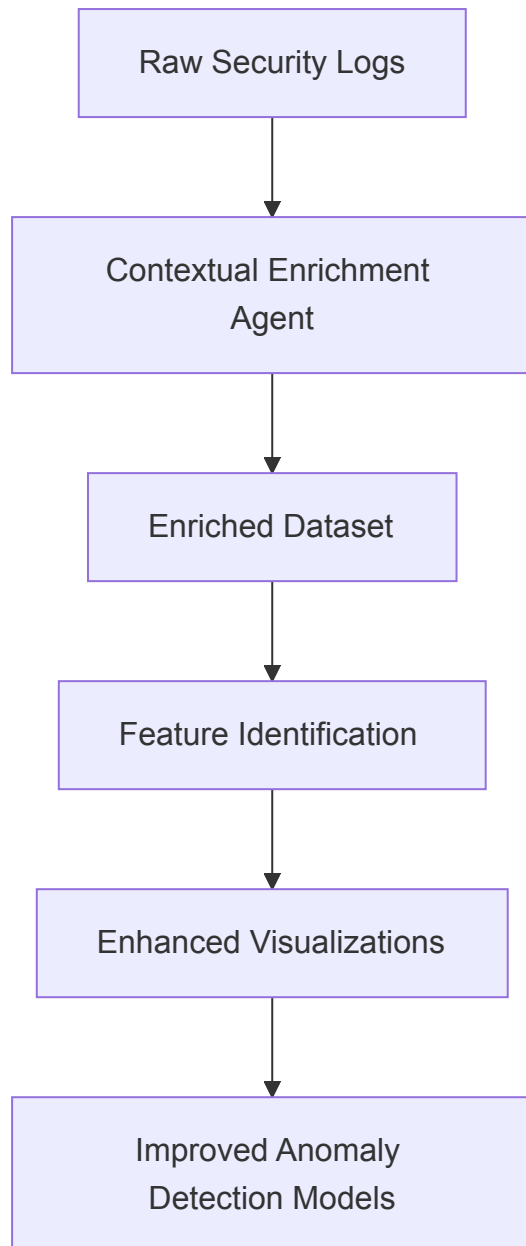 Raw Security Logs
Contextual Enrichment
Agent
Enriched Dataset
Feature Identification
Enhanced Visualizations
Improved Anomaly
Detection Models